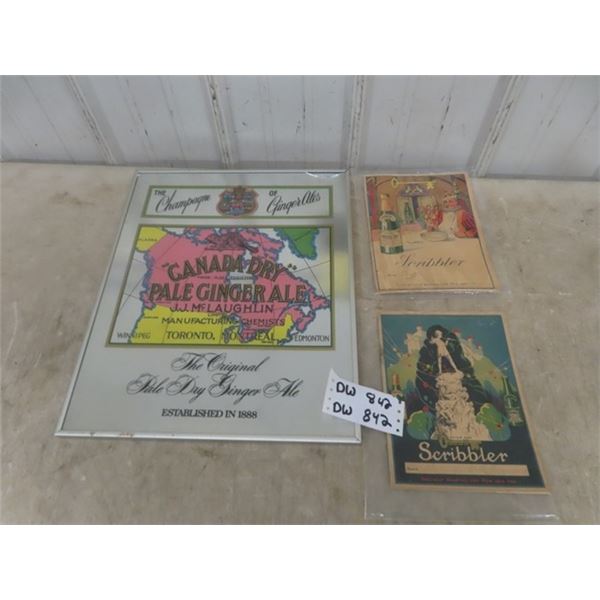 THE Champagne OF Ginger Ales
ALASKA
"CANADA DRY"
PALE GINGER ALE
J.J. McLAUGHLIN
MANUFACTURING CHEMISTS
WINNIPEG TORONTO, MONTREAL EDMONTON
The Original
Pale Dry Ginger Ale
ESTABLISHED IN 1888
DW 842
DW 842
Scribbler
Scribbler